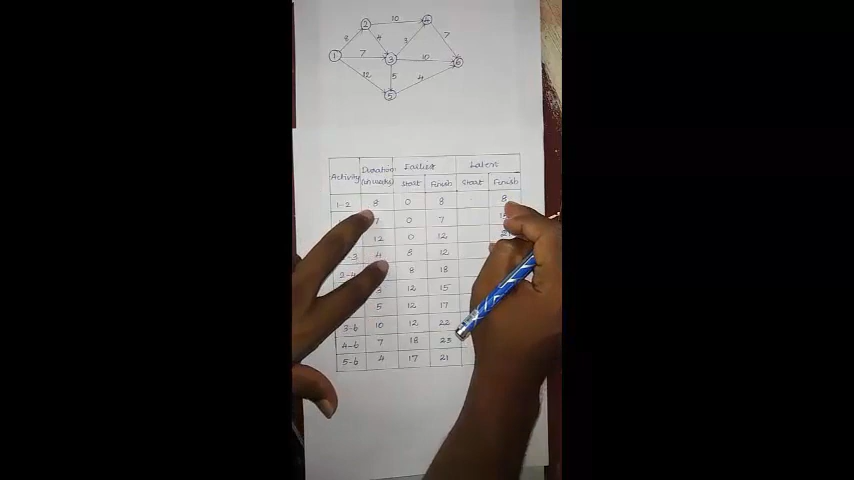 2 10 4
8 4 3 7
1 7 3 10 6
12 5 4
5
Activity Duration (in weeks) Earliest Latest
Start Finish Start Finish
1-2 8 0 8 8
7 0 7
12 0 12
3 4 8 12
2-4 8 18
3 12 15
5 12 17
3-6 10 12 22
4-6 7 18 25
5-6 4 17 21